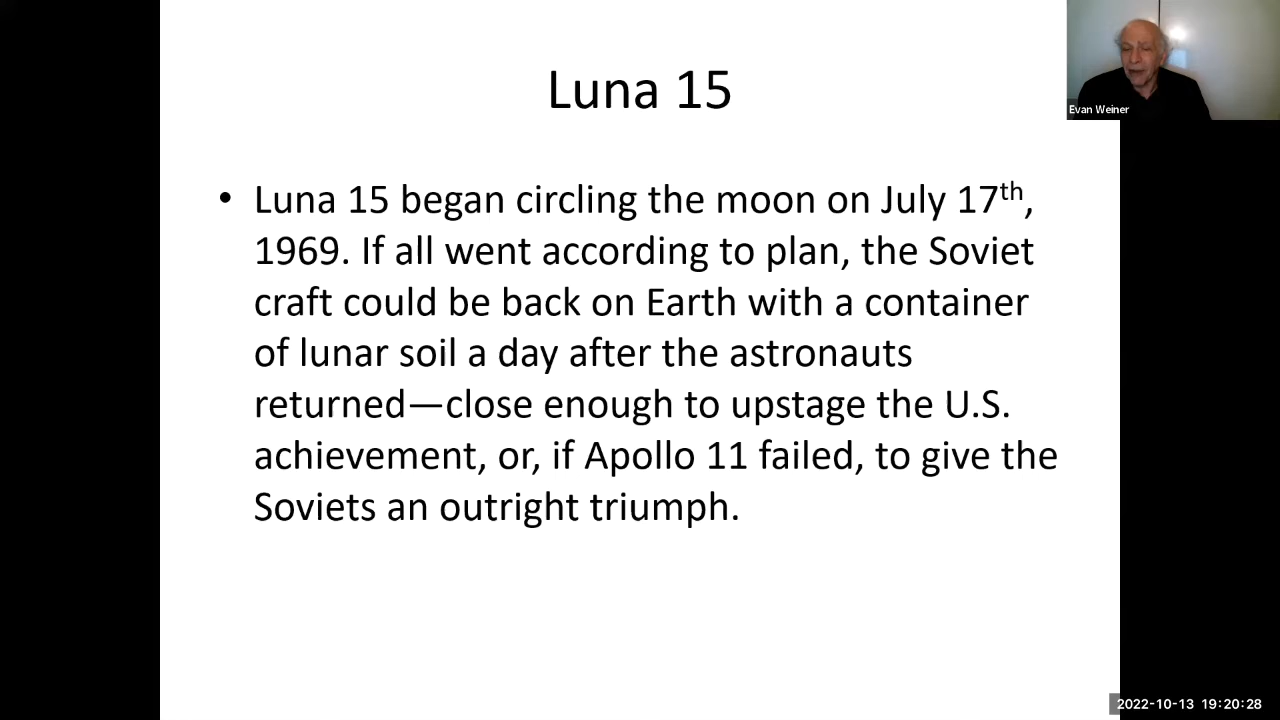 Luna 15
Evan Weiner
• Luna 15 began circling the moon on July 17th,
1969. If all went according to plan, the Soviet
craft could be back on Earth with a container
of lunar soil a day after the astronauts
returned—close enough to upstage the U.S.
achievement, or, if Apollo 11 failed, to give the
Soviets an outright triumph.
2022-10-13 19:20:28